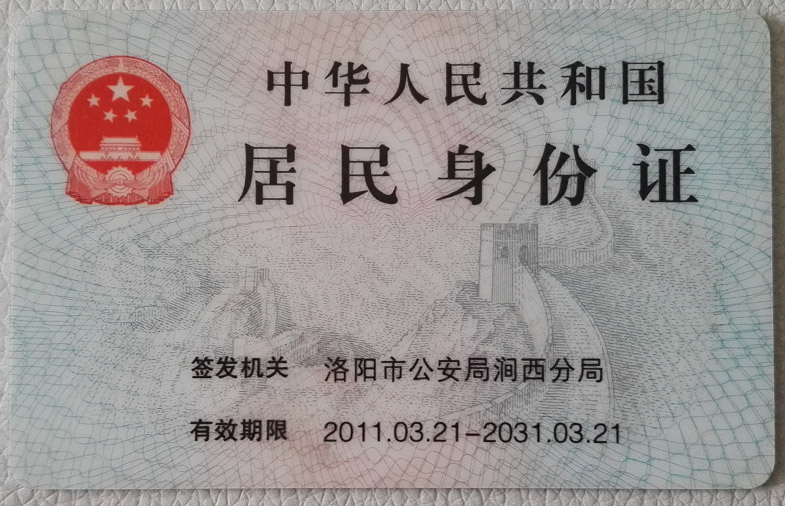 中华人民共和国
居民身份证
签发机关 洛阳市公安局涧西分局
有效期限 2011.03.21-2031.03.21